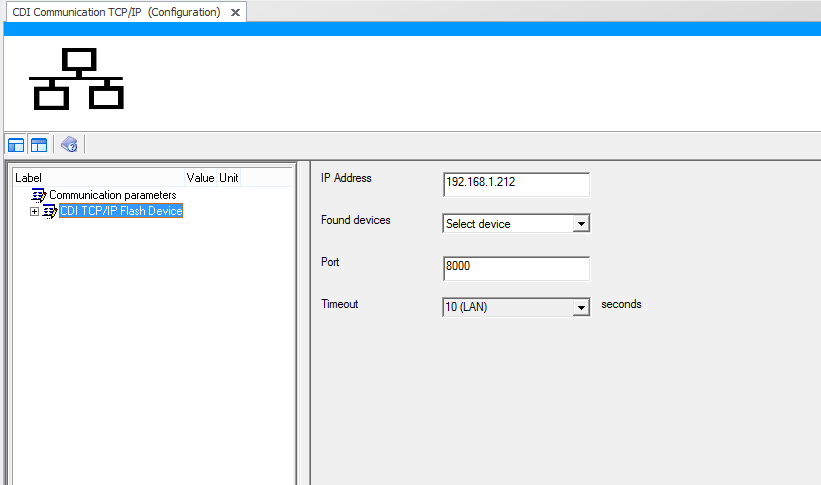 CDI Communication TCP/IP (Configuration)
Label Value Unit
Communication parameters
CDI TCP/IP Flash Device
IP Address 192.168.1.212
Found devices Select device
Port 8000
Timeout 10 (LAN) seconds